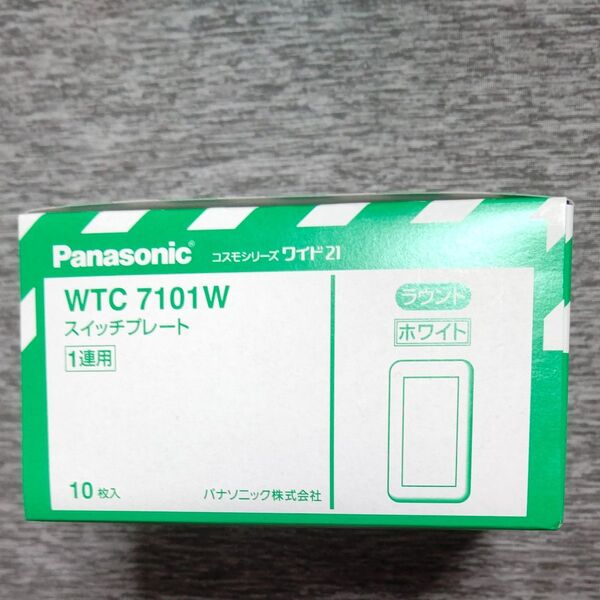 Panasonic® コスモシリーズ ワイド21
WTC 7101W
スイッチプレート
1連用
10枚入
パナソニック株式会社
ラウンド
ホワイト